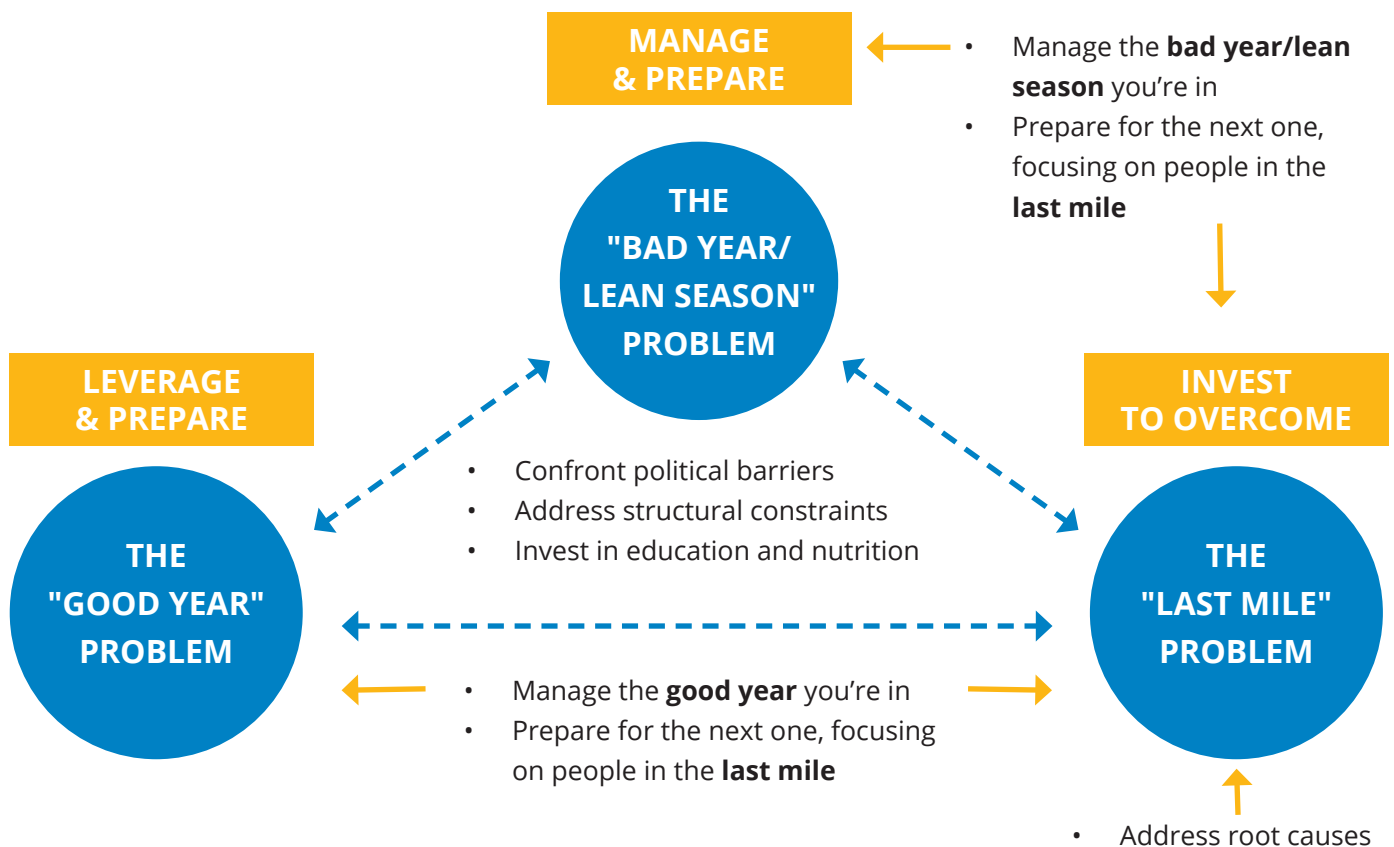 MANAGE
& PREPARE
• Manage the bad year/lean
season you're in
• Prepare for the next one,
focusing on people in the
last mile
THE
"BAD YEAR/
LEAN SEASON"
PROBLEM
LEVERAGE
& PREPARE
INVEST
TO OVERCOME
• Confront political barriers
• Address structural constraints
• Invest in education and nutrition
THE
"GOOD YEAR"
PROBLEM
THE
"LAST MILE"
PROBLEM
• Manage the good year you're in
• Prepare for the next one, focusing
on people in the last mile
• Address root causes